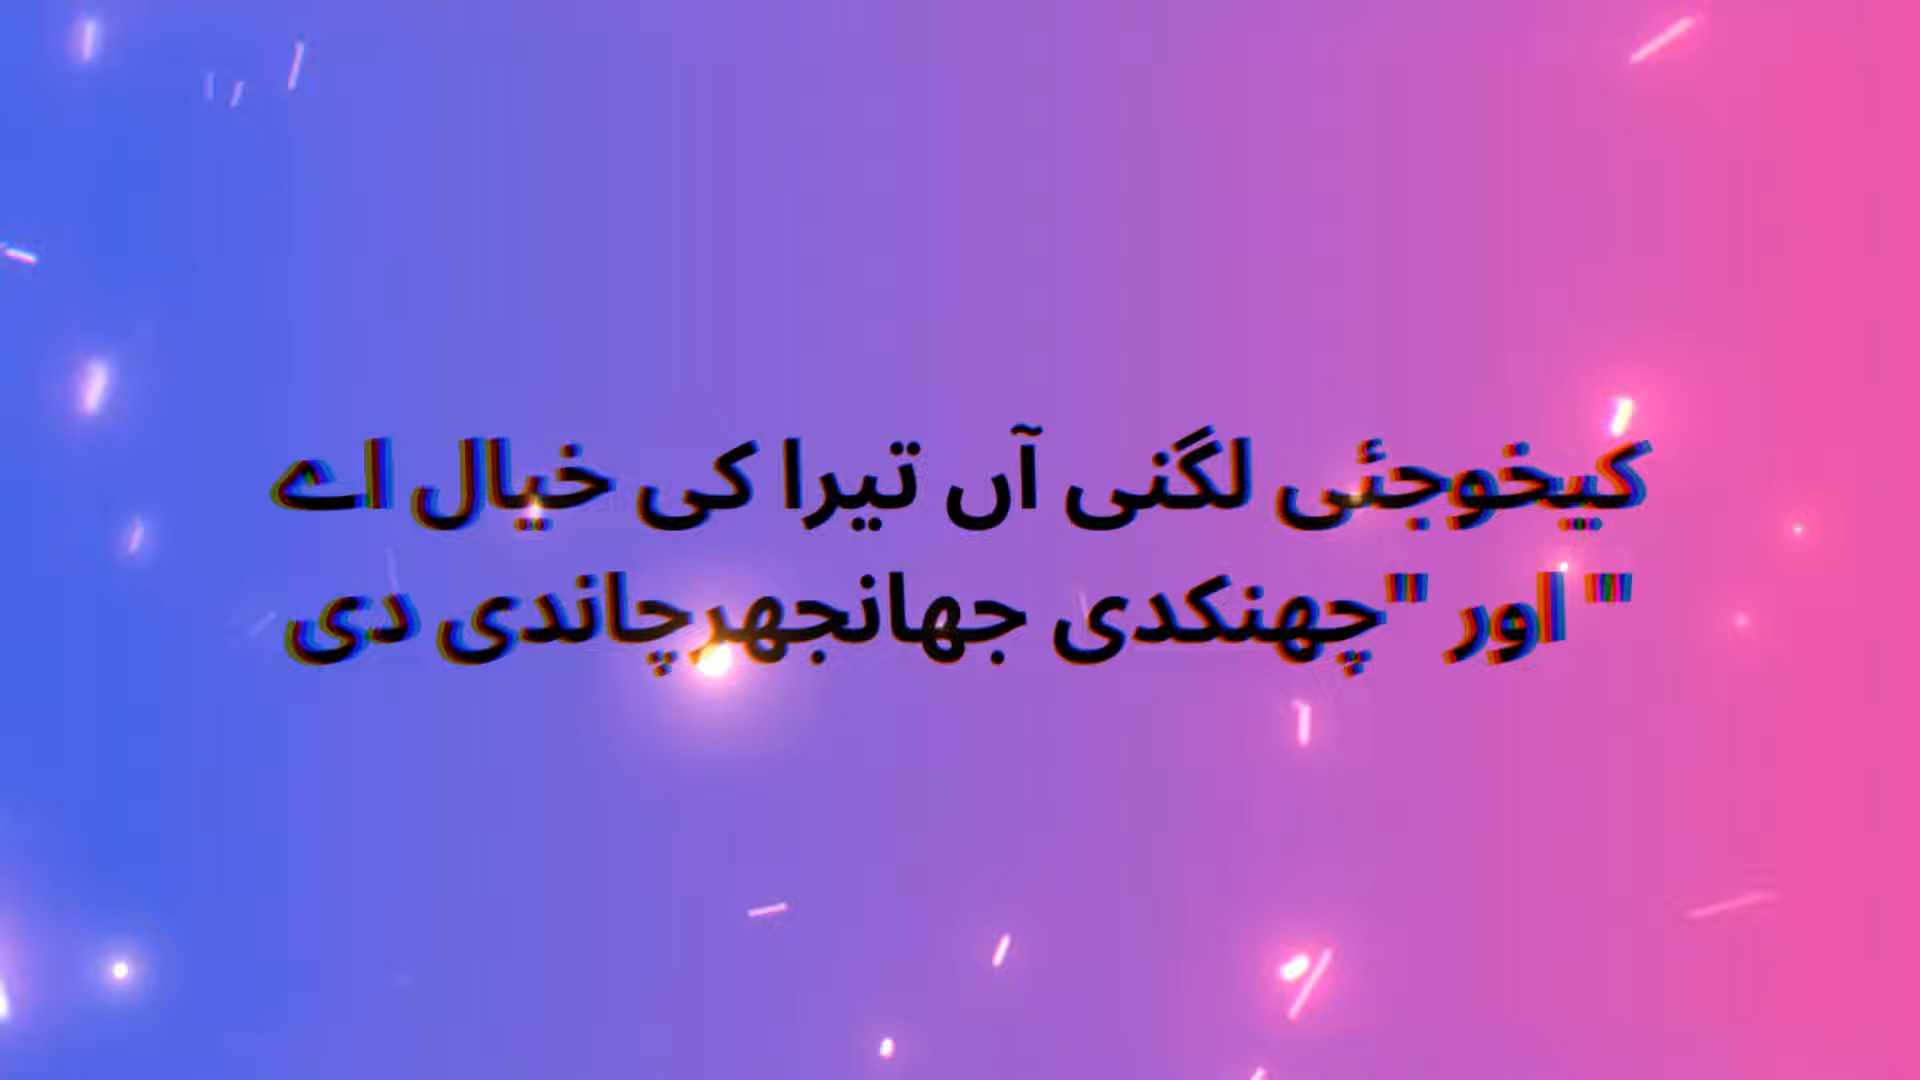 کیخوجئی لگنی آں تیرا کی خیال اے
" اور "چھنکدی جھانجھرچاندی دی